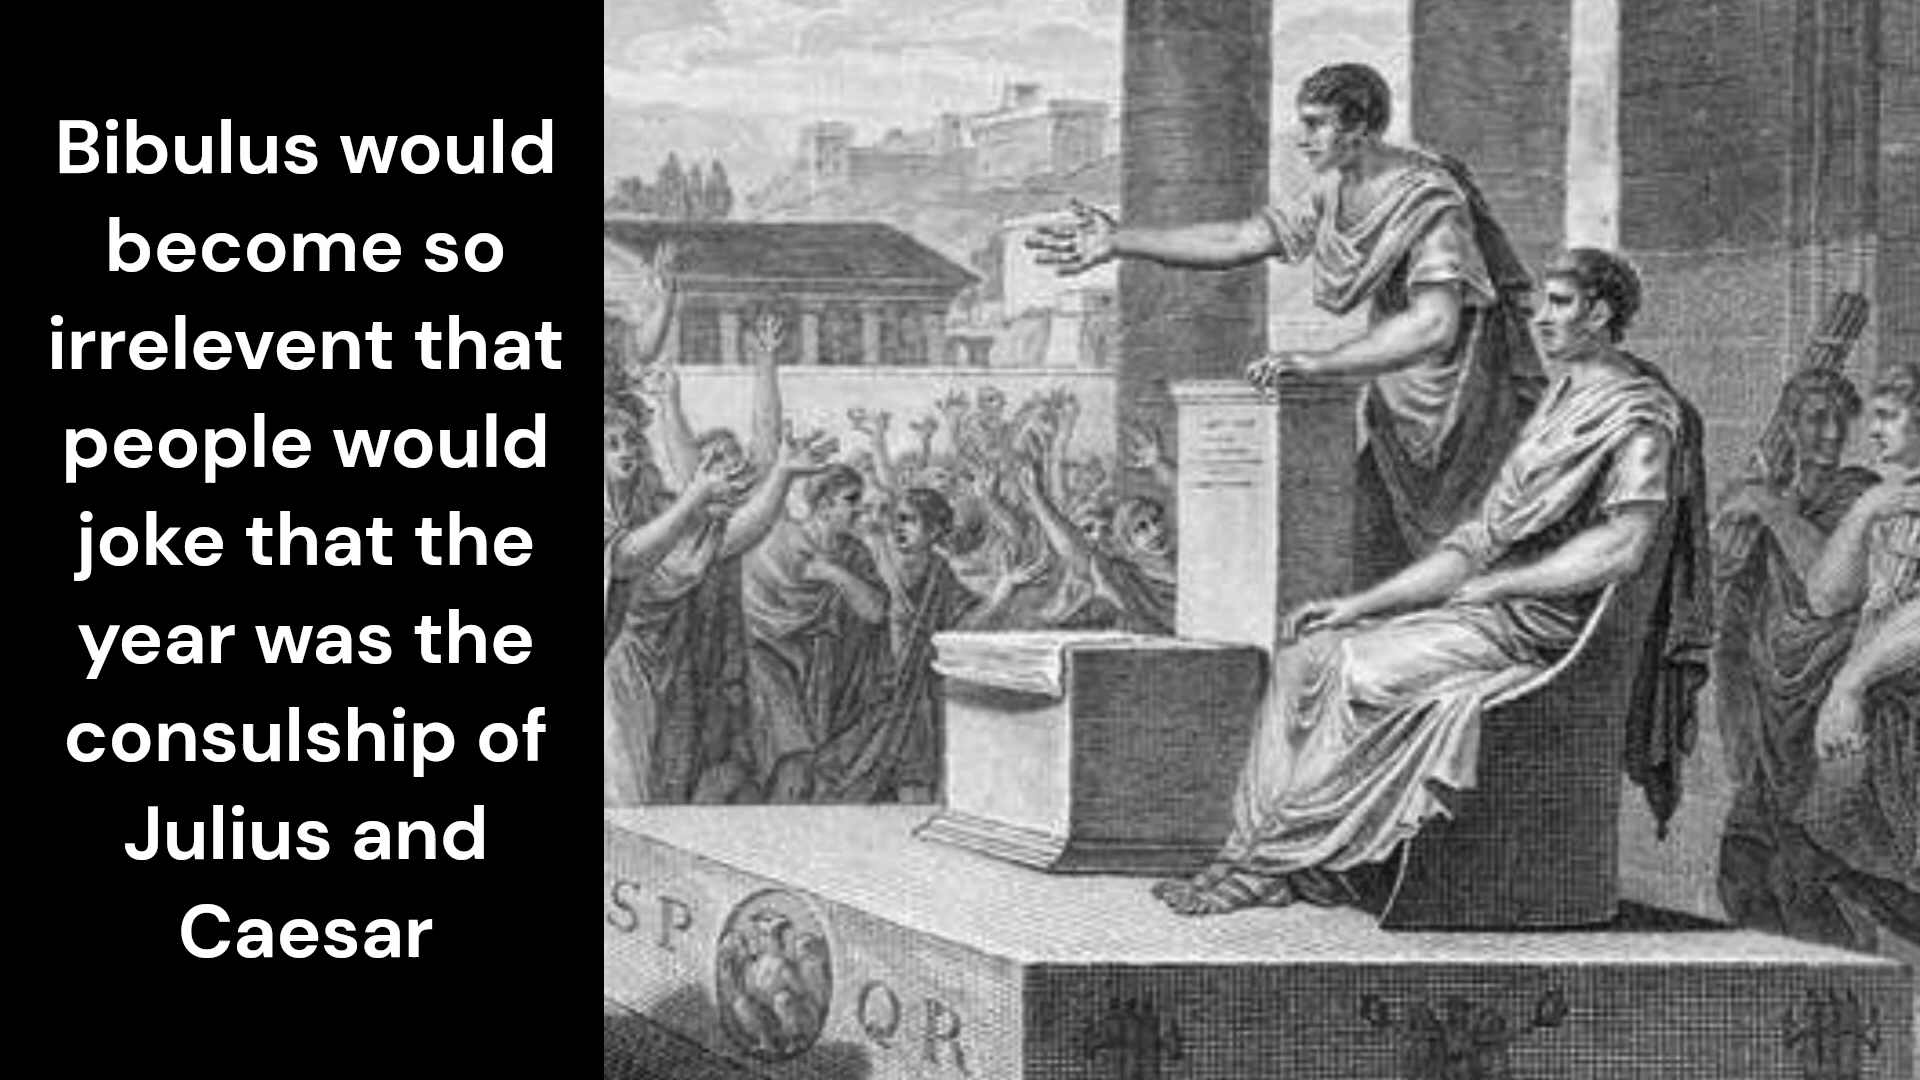 Bibulus would
become so
irrelevent that
people would
joke that the
year was the
consulship of
Julius and
Caesar
SP QR